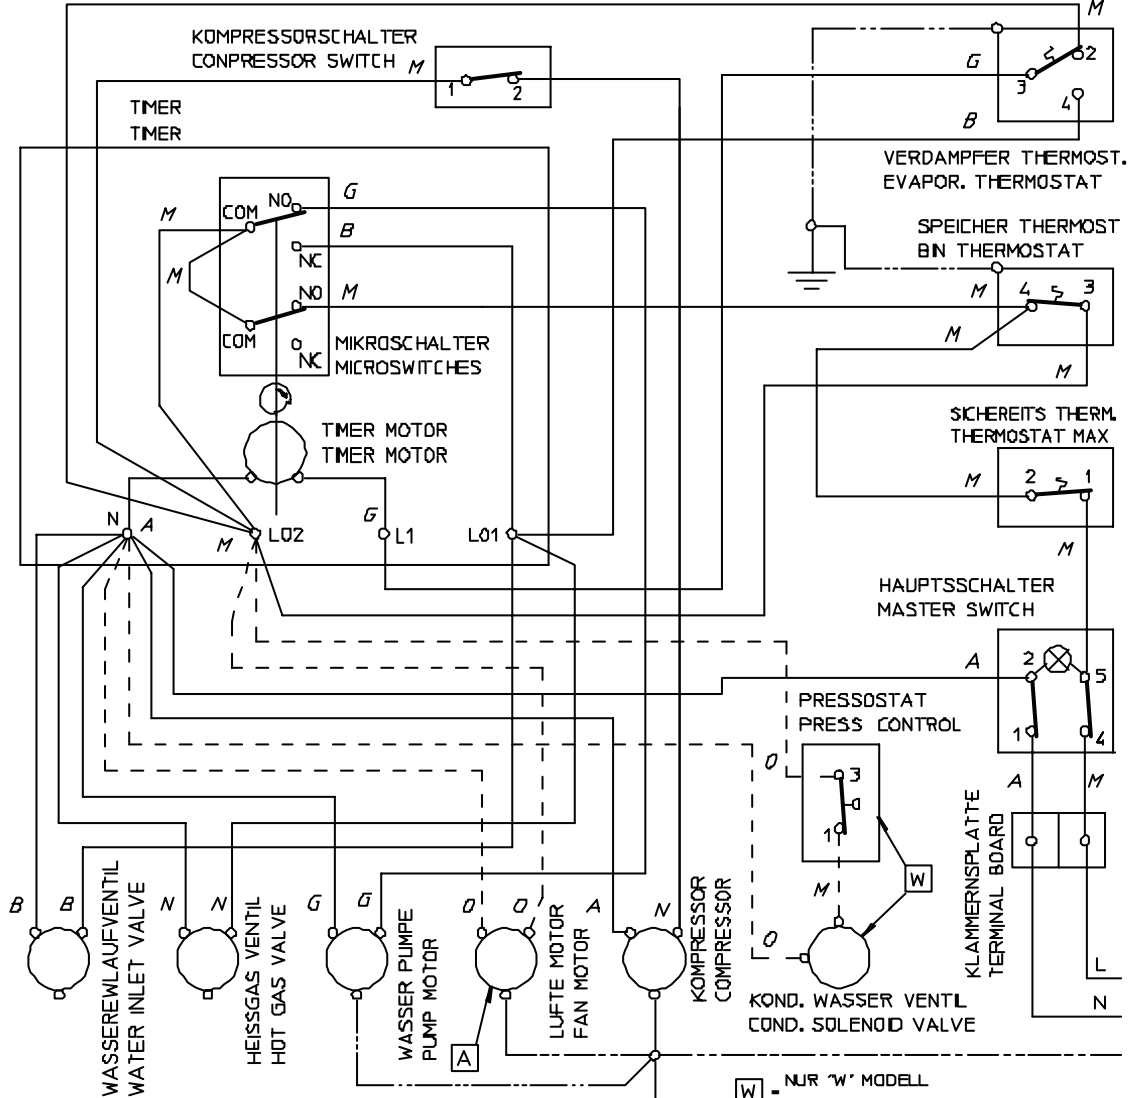 M
KOMPRESSORSCHALTER
CONPRESSOR SWITCH
M
1
2
G
2
3
4
B
TIMER
TIMER
VERDAMPFER THERMOST.
EVAPOR. THERMOSTAT
NO
G
COM
M
B
NC
SPEICHER THERMOST
BIN THERMOSTAT
M
NO
M
M
4
3
COM
NC
MIKROSCHALTER
MICROSWITCHES
M
M
TIMER MOTOR
TIMER MOTOR
SICHEREITS THERM.
THERMOSTAT MAX
M
2
1
N
A
M
LO2
G
L1
LO1
M
HAUPTSSCHALTER
MASTER SWITCH
A
2
5
1
4
PRESSOSTAT
PRESS CONTROL
O
3
1
A
M
KLAMMERNSPLATTE
TERMINAL BOARD
W
M
B
B
N
N
G
G
O
O
A
N
O
WASSEREWLAUFVENTIL
WATER INLET VALVE
HEISSGAS VENTIL
HOT GAS VALVE
WASSER PUMPE
PUMP MOTOR
A
LUFTE MOTOR
FAN MOTOR
KOMPRESSOR
COMPRESSOR
KOND. WASSER VENTIL
COND. SOLENOID VALVE
L
N
W - NUR "W" MODELL